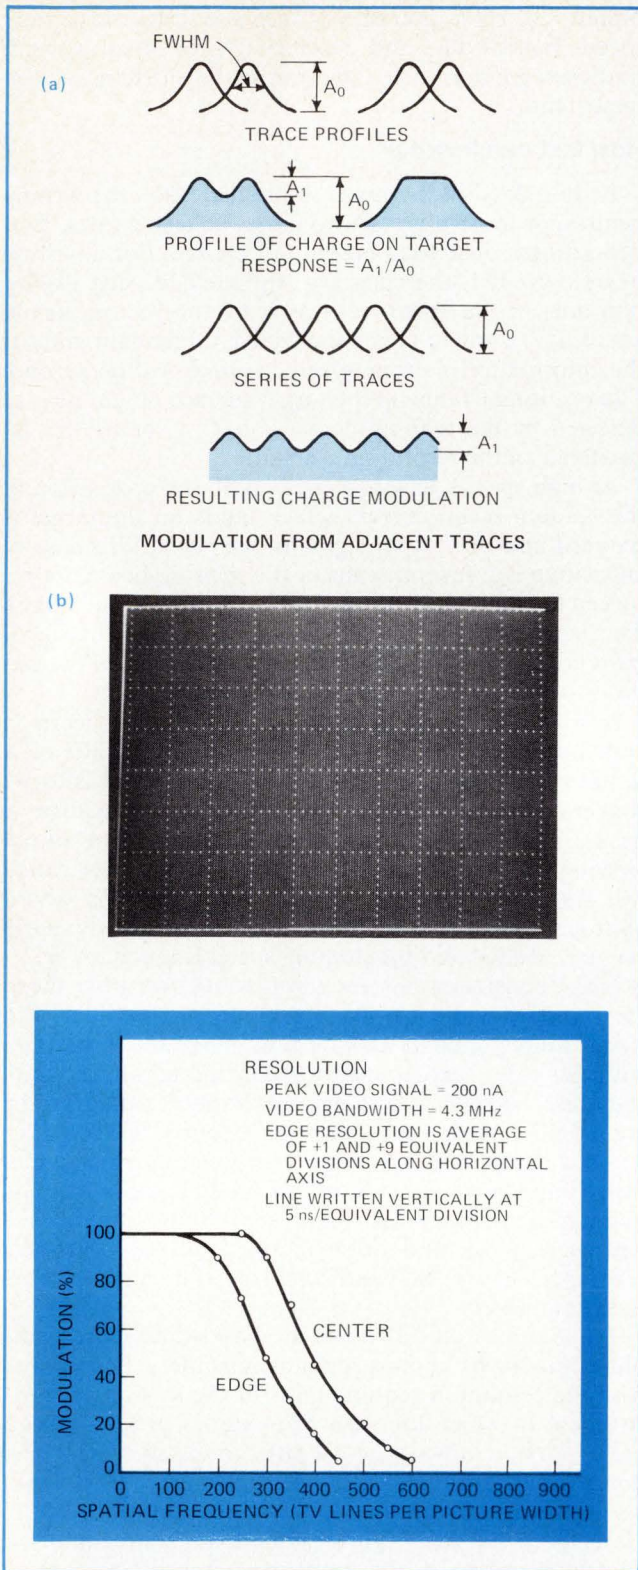 (a)
FWHM
A₀
TRACE PROFILES
A₁
A₀
PROFILE OF CHARGE ON TARGET
RESPONSE = A₁/A₀
A₀
SERIES OF TRACES
A₁
RESULTING CHARGE MODULATION
MODULATION FROM ADJACENT TRACES
(b)
RESOLUTION
PEAK VIDEO SIGNAL = 200 nA
VIDEO BANDWIDTH = 4.3 MHz
EDGE RESOLUTION IS AVERAGE
OF +1 AND +9 EQUIVALENT
DIVISIONS ALONG HORIZONTAL
AXIS
LINE WRITTEN VERTICALLY AT
5 ns/EQUIVALENT DIVISION
MODULATION (%)
100
80
60
40
20
0
CENTER
EDGE
0 100 200 300 400 500 600 700 800 900
SPATIAL FREQUENCY (TV LINES PER PICTURE WIDTH)